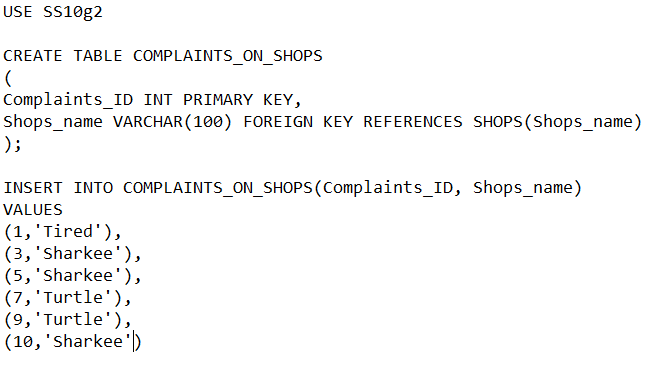 USE SS10g2
CREATE TABLE COMPLAINTS_ON_SHOPS
(
Complaints_ID INT PRIMARY KEY,
Shops_name VARCHAR(100) FOREIGN KEY REFERENCES SHOPS(Shops_name)
);
INSERT INTO COMPLAINTS_ON_SHOPS(Complaints_ID, Shops_name)
VALUES
(1,'Tired'),
(3,'Sharkee'),
(5,'Sharkee'),
(7,'Turtle'),
(9,'Turtle'),
(10,'Sharkee')